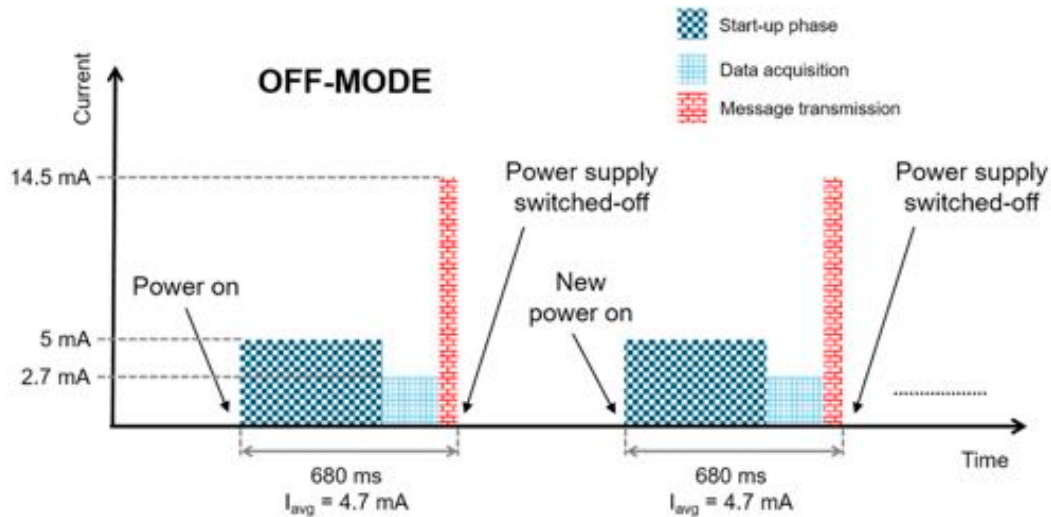 Start-up phase
Data acquisition
Message transmission
OFF-MODE
Current
14.5 mA
5 mA
2.7 mA
Power on
Power supply
switched-off
New
power on
Power supply
switched-off
Time
680 ms
I_avg = 4.7 mA
680 ms
I_avg = 4.7 mA